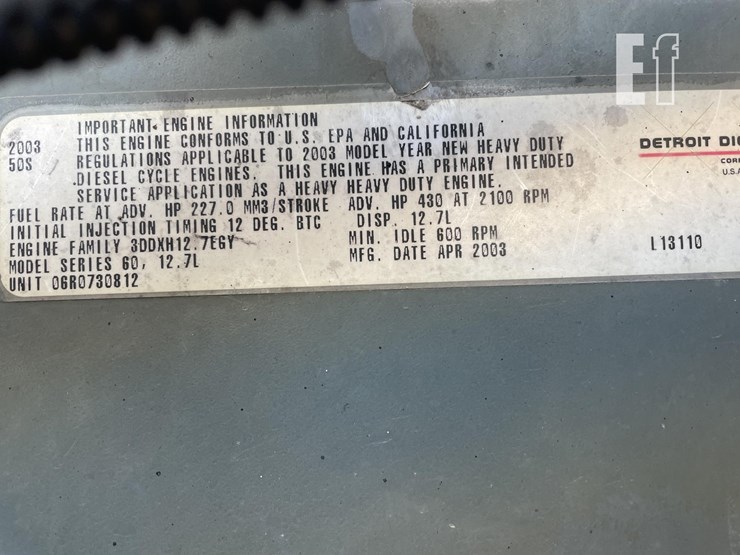 Ef
IMPORTANT. ENGINE INFORMATION
2003 THIS ENGINE CONFORMS TO U.S. EPA AND CALIFORNIA
50S REGULATIONS APPLICABLE TO 2003 MODEL YEAR NEW HEAVY DUTY
DIESEL CYCLE ENGINES. THIS ENGINE HAS A PRIMARY INTENDED
SERVICE APPLICATION AS A HEAVY HEAVY DUTY ENGINE.
FUEL RATE AT ADV. HP 227.0 MM3/STROKE ADV. HP 430 AT 2100 RPM
INITIAL INJECTION TIMING 12 DEG. BTC DISP. 12.7L
ENGINE FAMILY 3DDXH12.7EGY MIN. IDLE 600 RPM
MODEL SERIES 60, 12.7L MFG. DATE APR 2003
UNIT 06R0730812
DETROIT DIE
COR
U.S.A
L13110